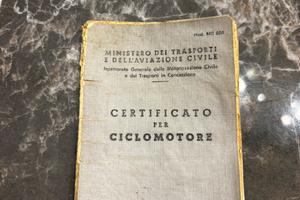 Mod. MC 608
MINISTERO DEI TRASPORTI
E DELL'AVIAZIONE CIVILE
Ispettorato Generale della Motorizzazione Civile
e dei Trasporti in Concessione
CERTIFICATO
PER
CICLOMOTORE